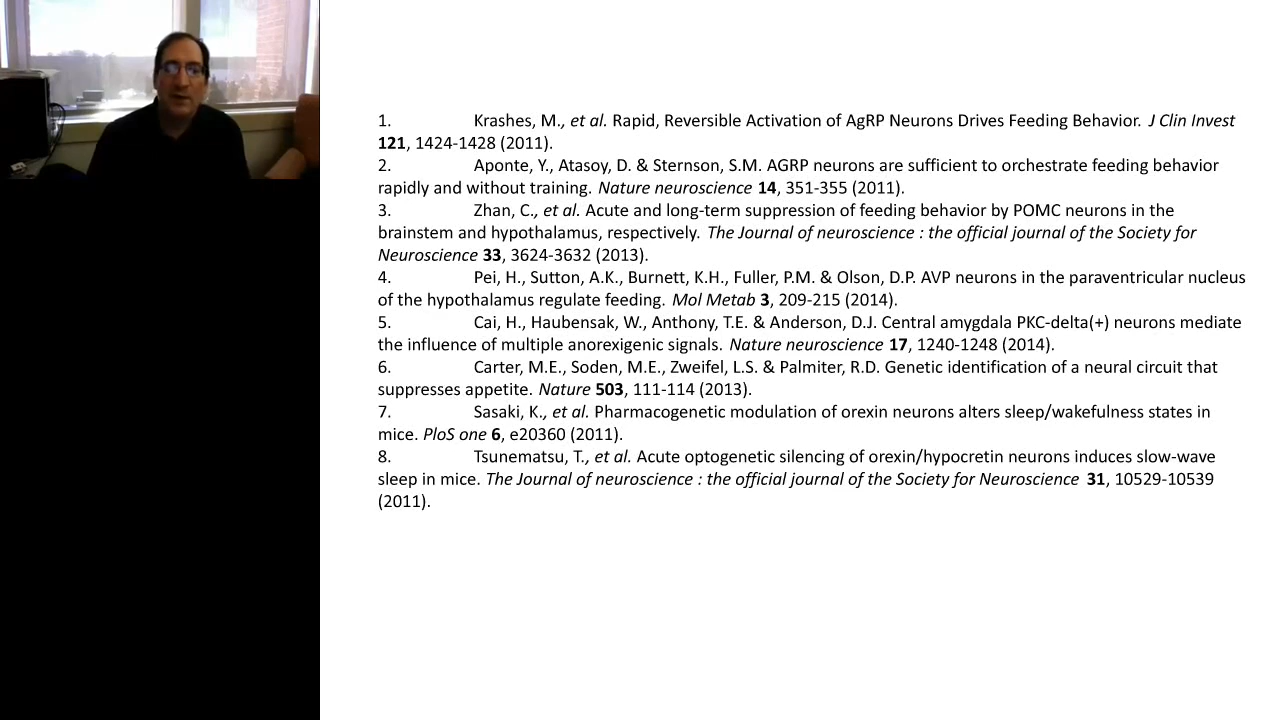 1. Krashes, M., et al. Rapid, Reversible Activation of AgRP Neurons Drives Feeding Behavior. J Clin Invest
121, 1424-1428 (2011).
2. Aponte, Y., Atasoy, D. & Sternson, S.M. AGRP neurons are sufficient to orchestrate feeding behavior
rapidly and without training. Nature neuroscience 14, 351-355 (2011).
3. Zhan, C., et al. Acute and long-term suppression of feeding behavior by POMC neurons in the
brainstem and hypothalamus, respectively. The Journal of neuroscience : the official journal of the Society for
Neuroscience 33, 3624-3632 (2013).
4. Pei, H., Sutton, A.K., Burnett, K.H., Fuller, P.M. & Olson, D.P. AVP neurons in the paraventricular nucleus
of the hypothalamus regulate feeding. Mol Metab 3, 209-215 (2014).
5. Cai, H., Haubensak, W., Anthony, T.E. & Anderson, D.J. Central amygdala PKC-delta(+) neurons mediate
the influence of multiple anorexigenic signals. Nature neuroscience 17, 1240-1248 (2014).
6. Carter, M.E., Soden, M.E., Zweifel, L.S. & Palmiter, R.D. Genetic identification of a neural circuit that
suppresses appetite. Nature 503, 111-114 (2013).
7. Sasaki, K., et al. Pharmacogenetic modulation of orexin neurons alters sleep/wakefulness states in
mice. PloS one 6, e20360 (2011).
8. Tsunematsu, T., et al. Acute optogenetic silencing of orexin/hypocretin neurons induces slow-wave
sleep in mice. The Journal of neuroscience : the official journal of the Society for Neuroscience 31, 10529-10539
(2011).